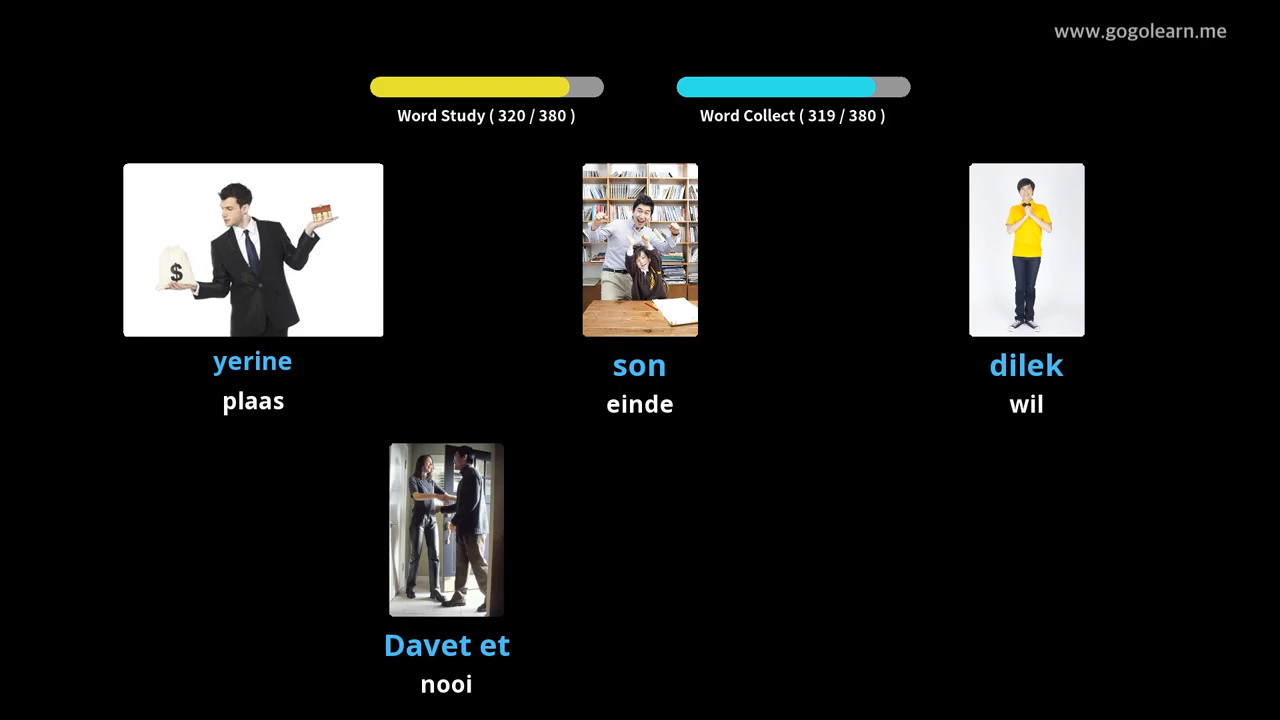 www.gogolearn.me
Word Study ( 320 / 380 )
Word Collect ( 319 / 380 )
$
yerine
plaas
son
einde
dilek
wil
Davet et
nooi